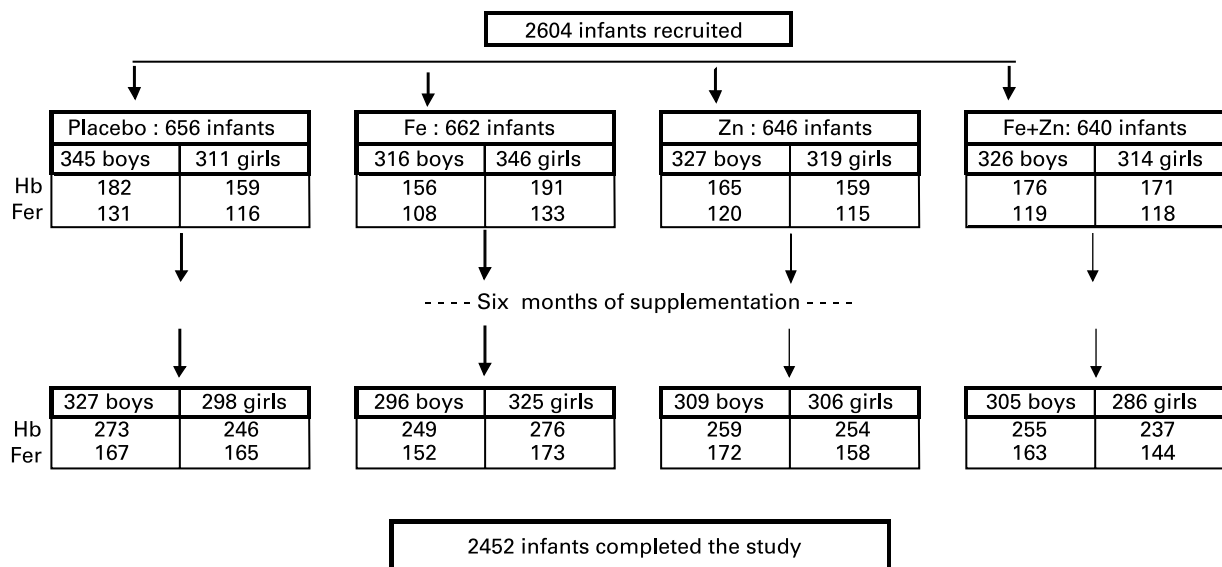 2604 infants recruited
Placebo : 656 infants Fe : 662 infants Zn : 646 infants Fe+Zn: 640 infants
345 boys 311 girls 316 boys 346 girls 327 boys 319 girls 326 boys 314 girls
Hb 182 159 156 191 165 159 176 171
Fer 131 116 108 133 120 115 119 118
- - - - Six months of supplementation - - - -
327 boys 298 girls 296 boys 325 girls 309 boys 306 girls 305 boys 286 girls
Hb 273 246 249 276 259 254 255 237
Fer 167 165 152 173 172 158 163 144
2452 infants completed the study